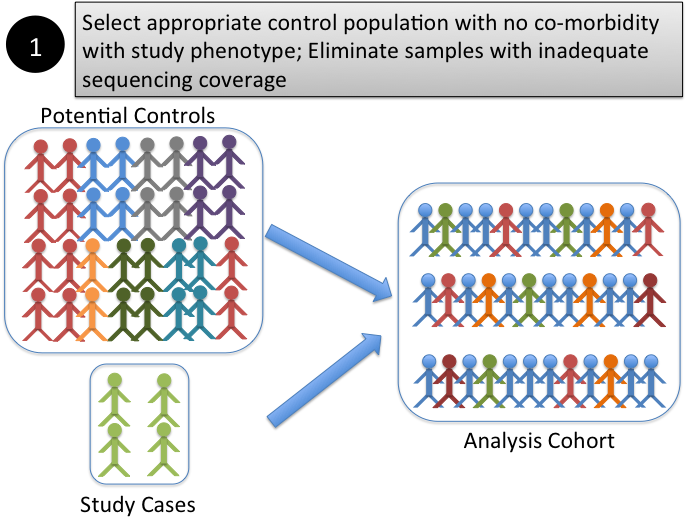 1
Select appropriate control population with no co-morbidity
with study phenotype; Eliminate samples with inadequate
sequencing coverage
Potential Controls
Analysis Cohort
Study Cases